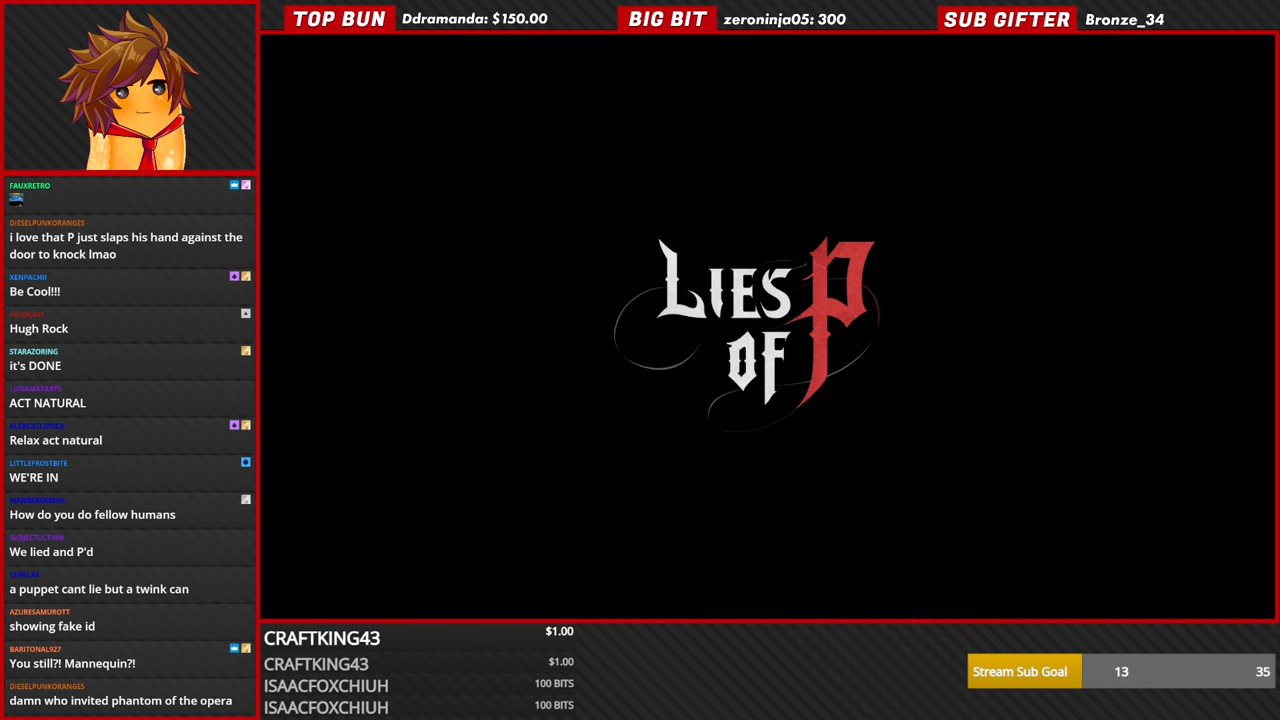 TOP BUN
Ddramanda: $150.00
BIG BIT
zeroninja05: 300
SUB GIFTER
Bronze_34
FAUXRETRO
DIESELPUNKORANGES
i love that P just slaps his hand against the
door to knock lmao
XENPACHII
Be Cool!!!
Hugh Rock
STARAZORING
it's DONE
LUNAMAYARTS
ACT NATURAL
ALEXCATLIPOCA
Relax act natural
LITTLEFROSTBITE
WE'RE IN
How do you do fellow humans
SUBJECTULTIMA
We lied and P'd
a puppet cant lie but a twink can
AZURESAMUROTT
showing fake id
BARITONAL927
You still?! Mannequin?!
DIESELPUNKORANGES
damn who invited phantom of the opera
LIES
OF P
CRAFTKING43 $1.00
CRAFTKING43 $1.00
ISAACFOXCHIUH 100 BITS
ISAACFOXCHIUH 100 BITS
Stream Sub Goal 13 35